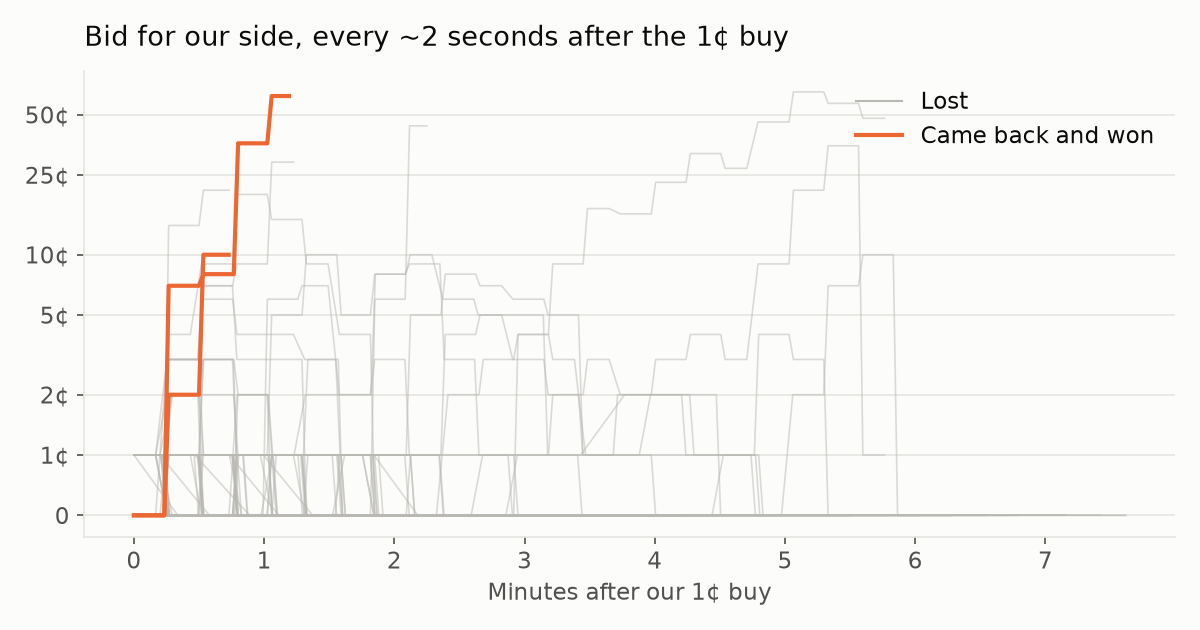 Bid for our side, every ~2 seconds after the 1¢ buy
Lost
Came back and won
50¢
25¢
10¢
5¢
2¢
1¢
0
0 1 2 3 4 5 6 7
Minutes after our 1¢ buy